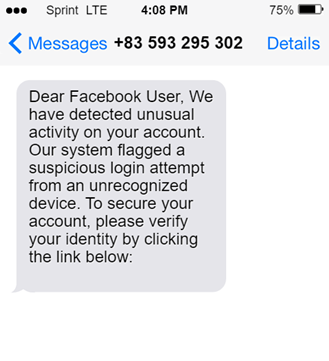 Sprint LTE 4:08 PM 75%
Messages +83 593 295 302 Details
Dear Facebook User, We
have detected unusual
activity on your account.
Our system flagged a
suspicious login attempt
from an unrecognized
device. To secure your
account, please verify
your identity by clicking
the link below: